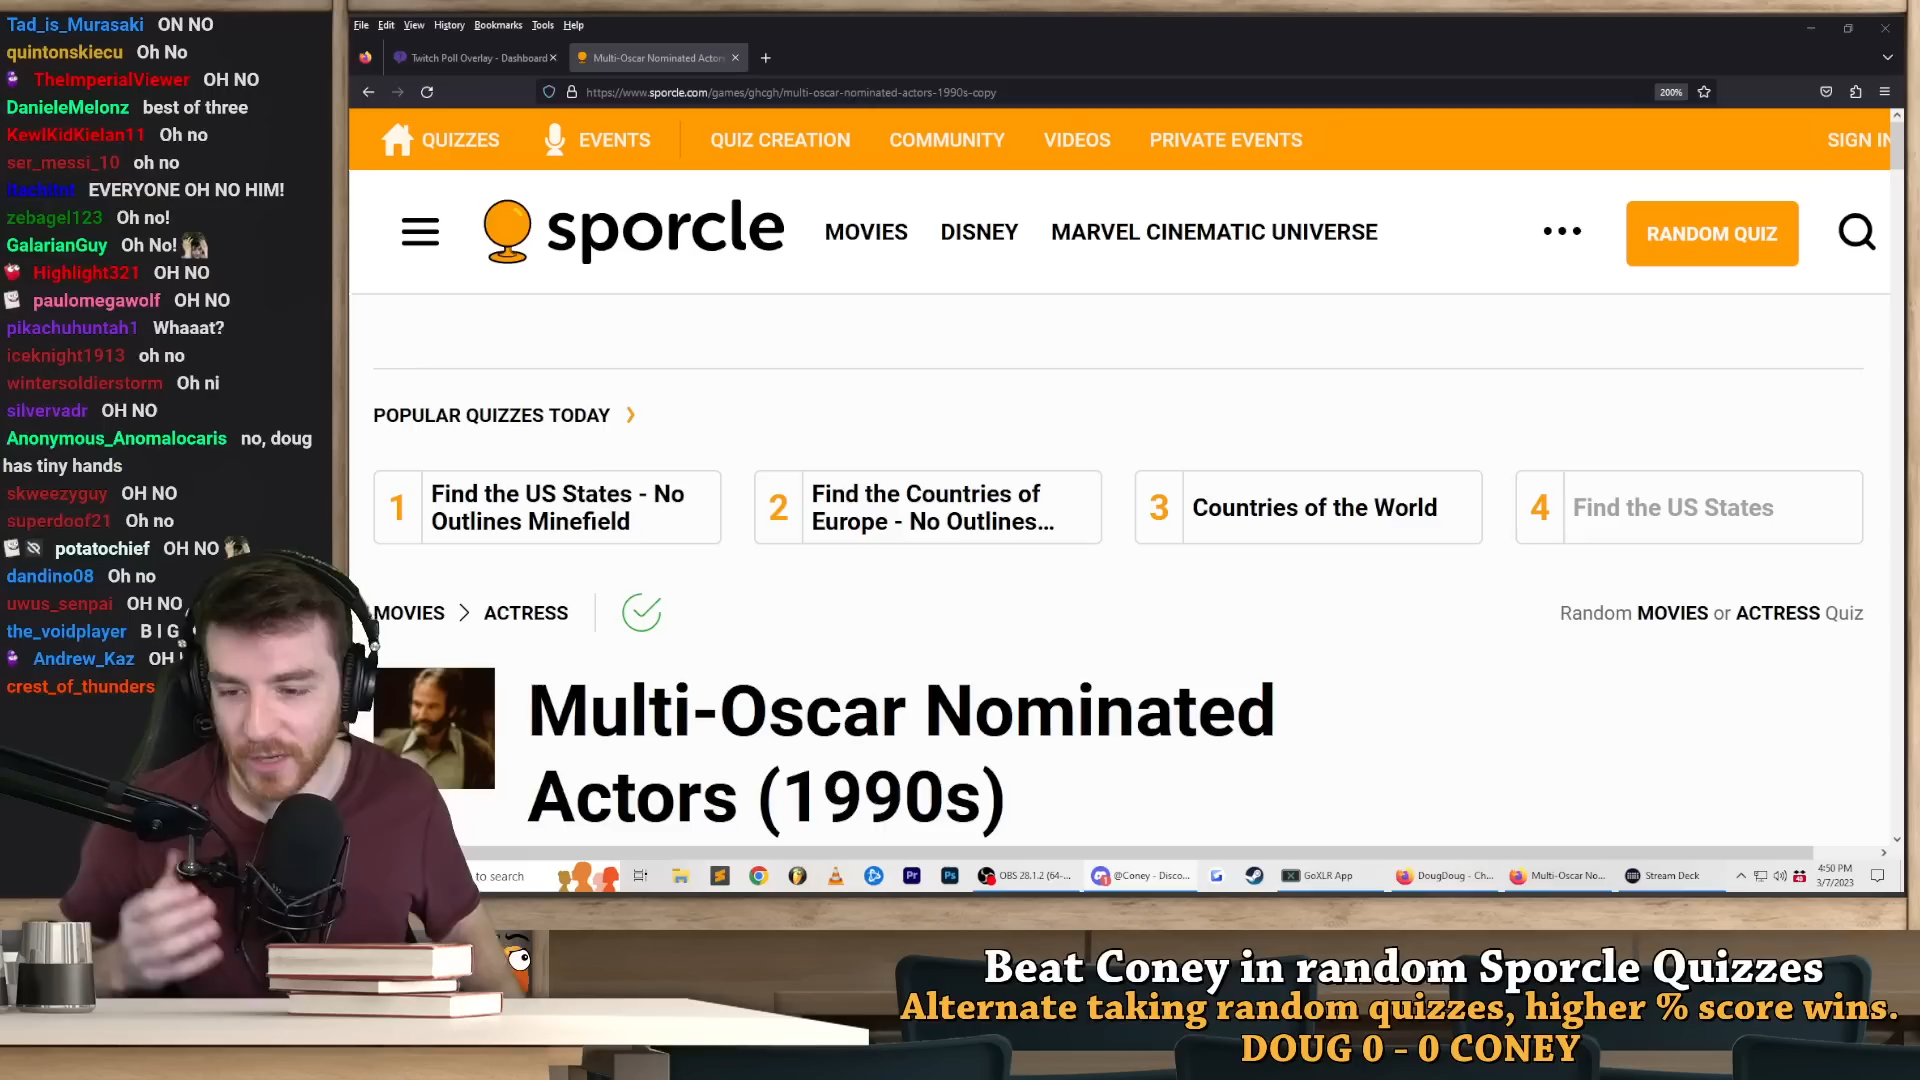 Tad_is_Murasaki ON NO
quintonskiecu Oh No
TheImperialViewer OH NO
DanieleMelonz best of three
KewlKidKielan11 Oh no
ser_messi_10 oh no
itachitnt EVERYONE OH NO HIM!
zebagel123 Oh no!
GalarianGuy Oh No!
Highlight321 OH NO
paulomegawolf OH NO
pikachuhuntah1 Whaaat?
iceknight1913 oh no
wintersoldierstorm Oh ni
silvervadr OH NO
Anonymous_Anomalocaris no, doug
has tiny hands
skweezyguy OH NO
superdoof21 Oh no
potatochief OH NO
dandino08 Oh no
uwus_senpai OH NO
the_voidplayer B I G
Andrew_Kaz OH
crest_of_thunders
File Edit View History Bookmarks Tools Help
Twitch Poll Overlay - Dashboard
Multi-Oscar Nominated Actors
https://www.sporcle.com/games/ghcgh/multi-oscar-nominated-actors-1990s-copy
200%
QUIZZES EVENTS QUIZ CREATION COMMUNITY VIDEOS PRIVATE EVENTS SIGN IN
sporcle MOVIES DISNEY MARVEL CINEMATIC UNIVERSE ••• RANDOM QUIZ
POPULAR QUIZZES TODAY
1 Find the US States - No
Outlines Minefield
2 Find the Countries of
Europe - No Outlines...
3 Countries of the World
4 Find the US States
MOVIES > ACTRESS
Random MOVIES or ACTRESS Quiz
Multi-Oscar Nominated
Actors (1990s)
to search
Pr
Ps
OBS 28.1.2 (64-...
@Coney - Disco...
GoXLR App
DougDoug - Ch...
Multi-Oscar No...
Stream Deck
4:50 PM
3/7/2023
Beat Coney in random Sporcle Quizzes
Alternate taking random quizzes, higher % score wins.
DOUG 0 - 0 CONEY